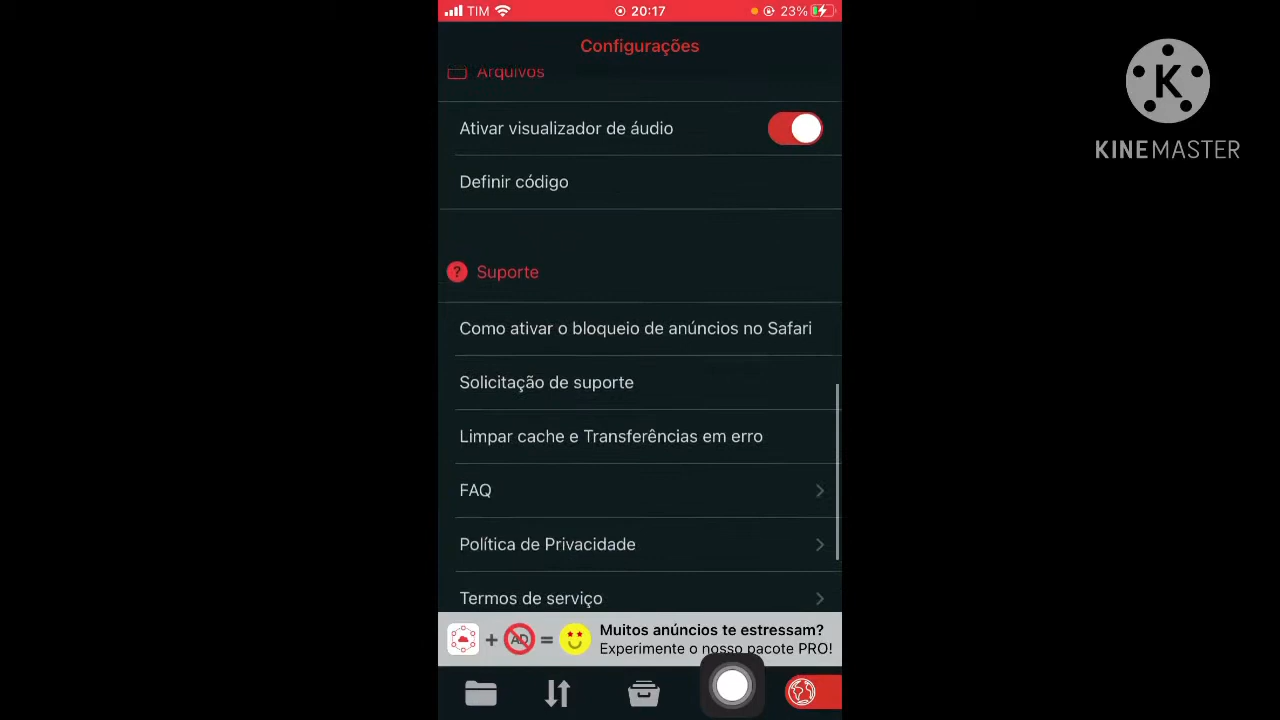 TIM 20:17 23%
Configurações
Arquivos
Ativar visualizador de áudio
Definir código
? Suporte
Como ativar o bloqueio de anúncios no Safari
Solicitação de suporte
Limpar cache e Transferências em erro
FAQ
Política de Privacidade
Termos de serviço
+ AD = Muitos anúncios te estressam?
Experimente o nosso pacote PRO!
K
KINEMASTER